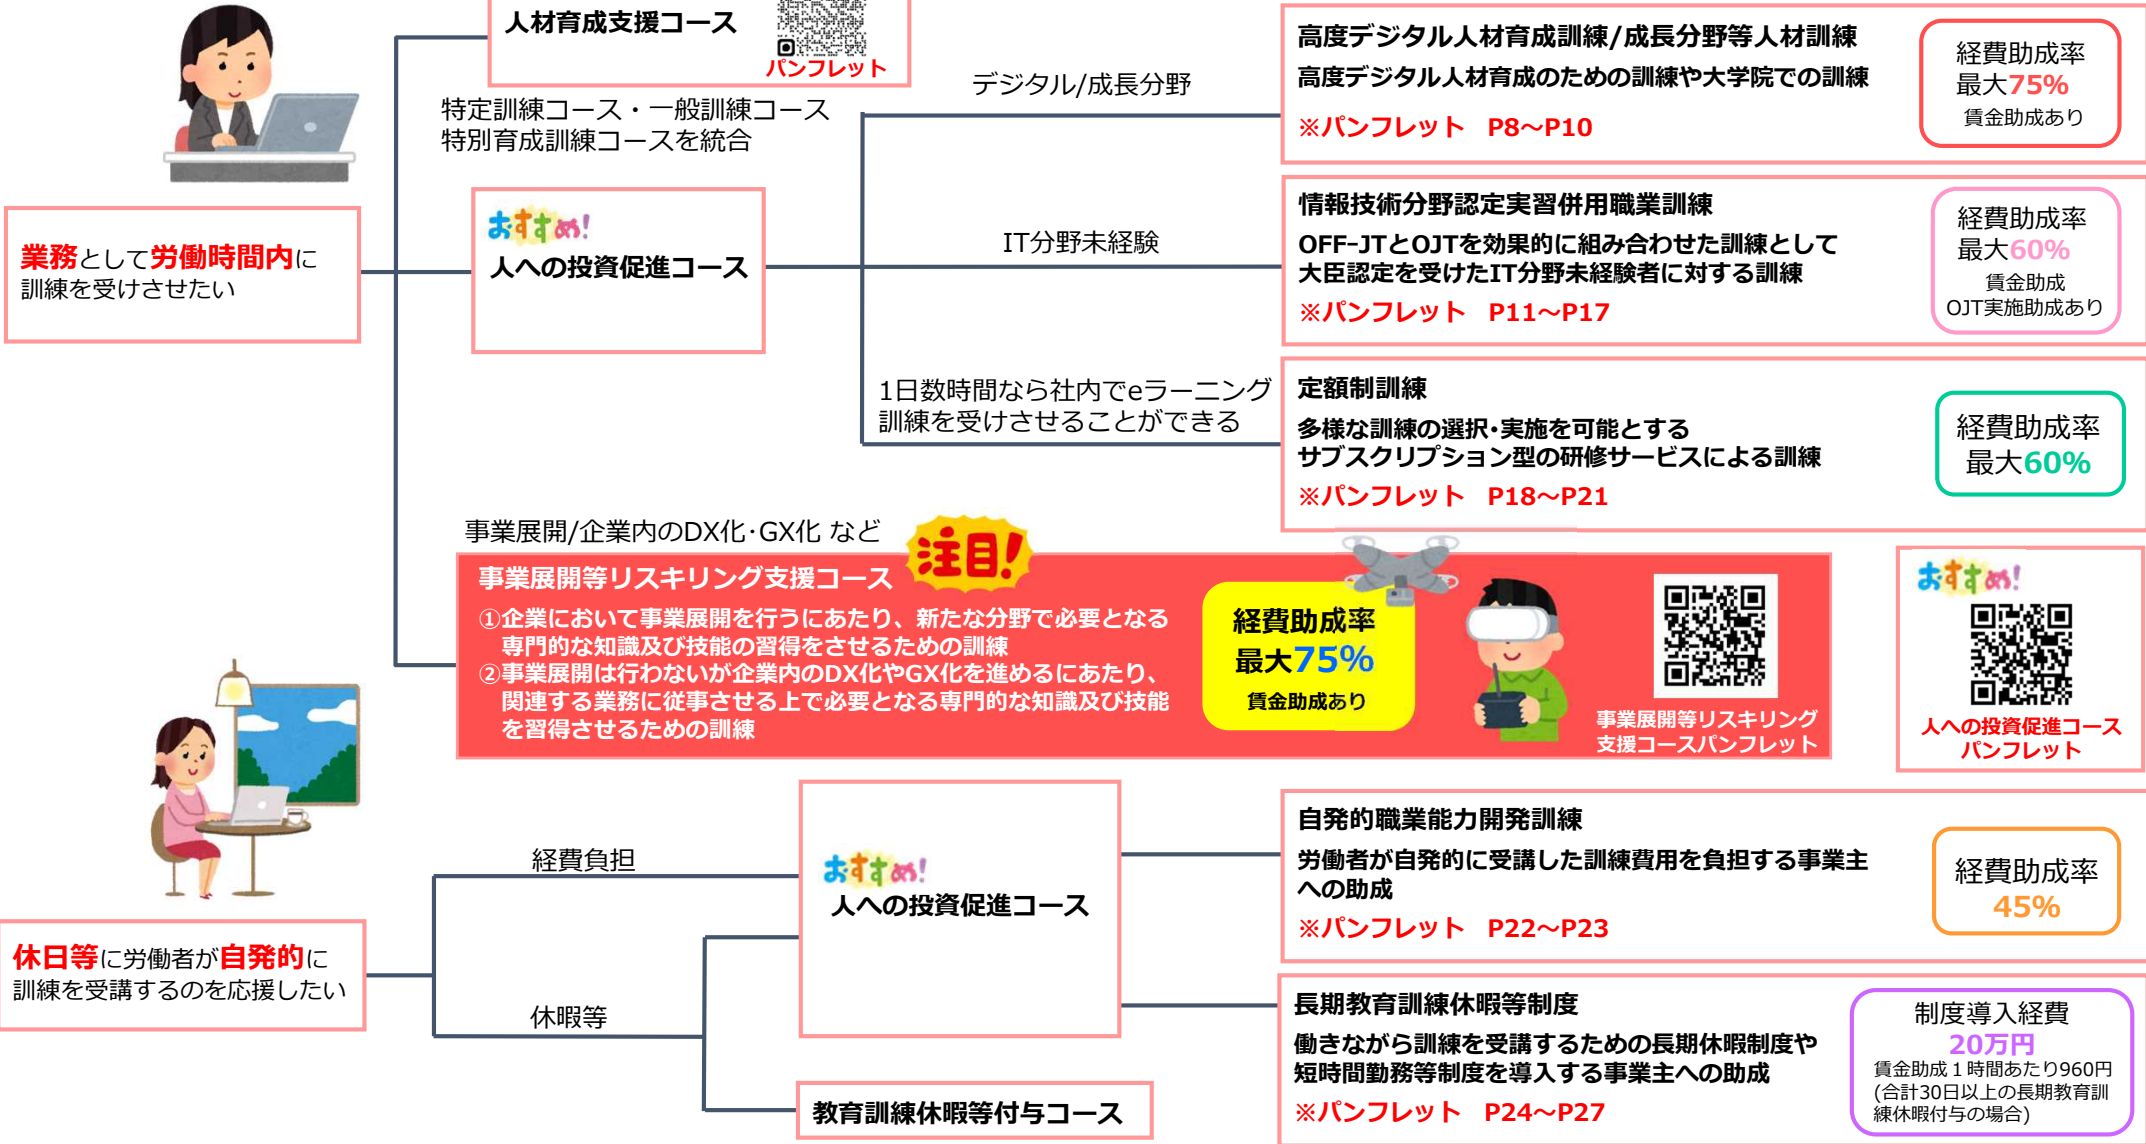 人材育成支援コース
パンフレット
特定訓練コース・一般訓練コース
特別育成訓練コースを統合
業務として労働時間内に
訓練を受けさせたい
おすすめ!
人への投資促進コース
デジタル/成長分野
高度デジタル人材育成訓練/成長分野等人材訓練
高度デジタル人材育成のための訓練や大学院での訓練
※パンフレット P8～P10
経費助成率
最大75%
賃金助成あり
IT分野未経験
情報技術分野認定実習併用職業訓練
OFF-JTとOJTを効果的に組み合わせた訓練として
大臣認定を受けたIT分野未経験者に対する訓練
※パンフレット P11～P17
経費助成率
最大60%
賃金助成
OJT実施助成あり
1日数時間なら社内でeラーニング
訓練を受けさせることができる
定額制訓練
多様な訓練の選択･実施を可能とする
サブスクリプション型の研修サービスによる訓練
※パンフレット P18～P21
経費助成率
最大60%
事業展開/企業内のDX化･GX化 など
注目!
事業展開等リスキリング支援コース
①企業において事業展開を行うにあたり、新たな分野で必要となる
専門的な知識及び技能の習得をさせるための訓練
②事業展開は行わないが企業内のDX化やGX化を進めるにあたり、
関連する業務に従事させる上で必要となる専門的な知識及び技能
を習得させるための訓練
経費助成率
最大75%
賃金助成あり
事業展開等リスキリング
支援コースパンフレット
おすすめ!
人への投資促進コース
パンフレット
休日等に労働者が自発的に
訓練を受講するのを応援したい
経費負担
休暇等
おすすめ!
人への投資促進コース
教育訓練休暇等付与コース
自発的職業能力開発訓練
労働者が自発的に受講した訓練費用を負担する事業主
への助成
※パンフレット P22～P23
経費助成率
45%
長期教育訓練休暇等制度
働きながら訓練を受講するための長期休暇制度や
短時間勤務等制度を導入する事業主への助成
※パンフレット P24～P27
制度導入経費
20万円
賃金助成１時間あたり960円
(合計30日以上の長期教育訓
練休暇付与の場合)